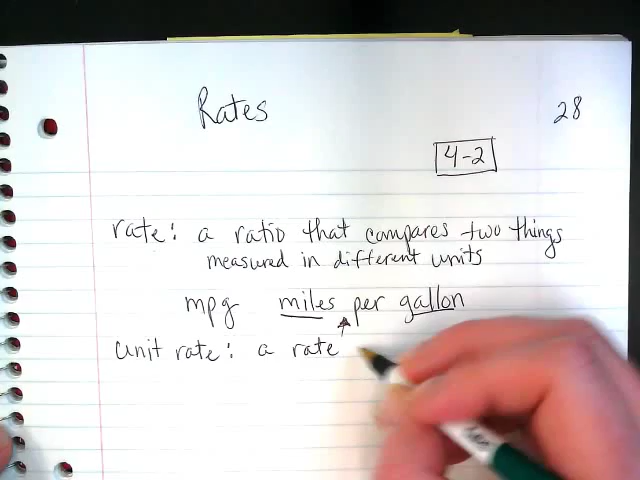 Rates
28
4-2
rate: a ratio that compares two things
measured in different units
mpg miles per gallon
unit rate: a rate